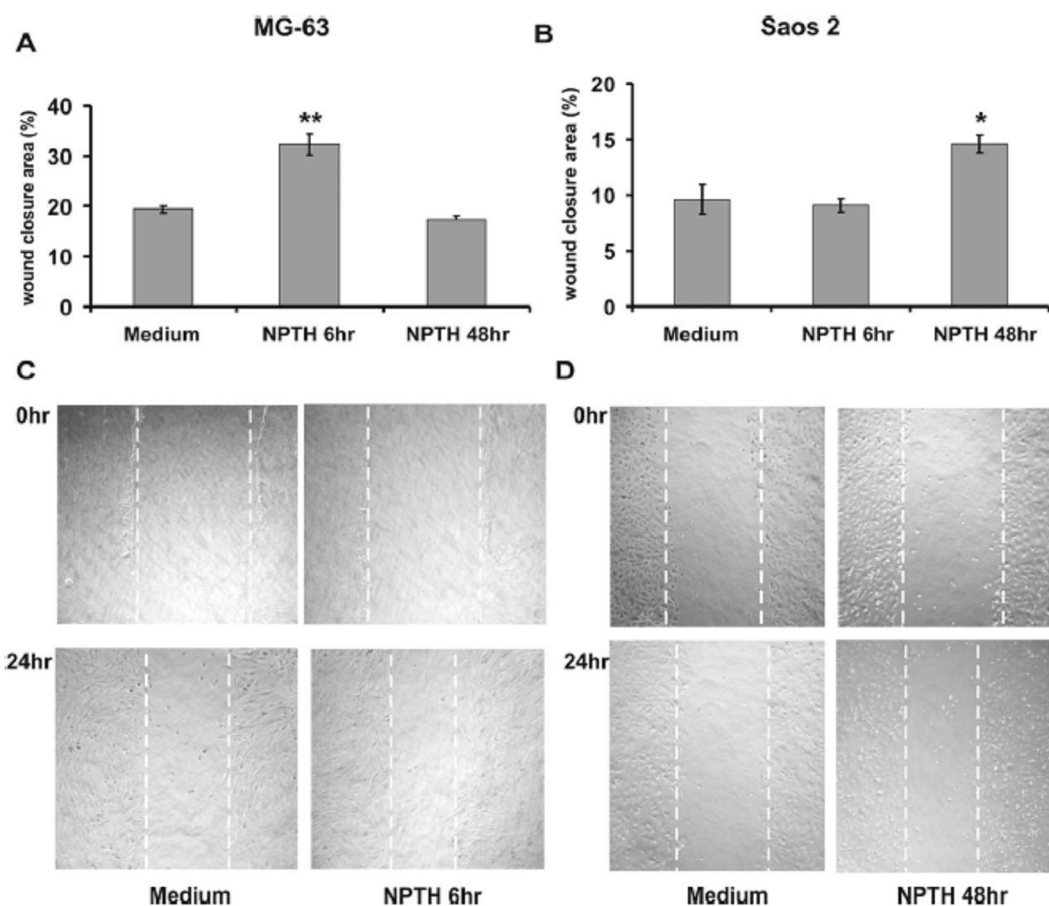 MG-63
Saos 2
A
B
wound closure area (%)
40
30
20
10
0
**
Medium
NPTH 6hr
NPTH 48hr
wound closure area (%)
20
15
10
5
0
*
Medium
NPTH 6hr
NPTH 48hr
C
D
0hr
0hr
24hr
24hr
Medium
NPTH 6hr
Medium
NPTH 48hr